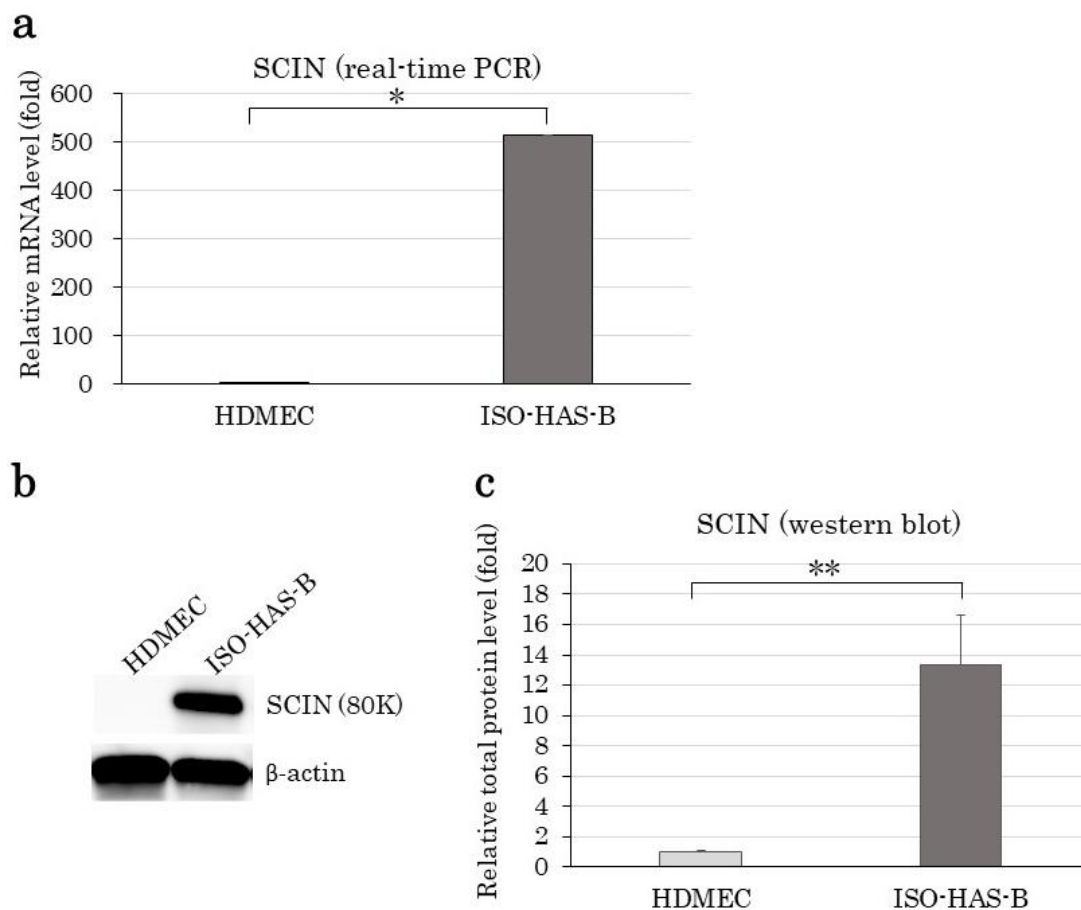 a
SCIN (real-time PCR)
Relative mRNA level (fold)
600
500
400
300
200
100
0
*
HDMEC
ISO-HAS-B
b
HDMEC
ISO-HAS-B
SCIN (80K)
β-actin
c
SCIN (western blot)
Relative total protein level (fold)
20
18
16
14
12
10
8
6
4
2
0
**
HDMEC
ISO-HAS-B